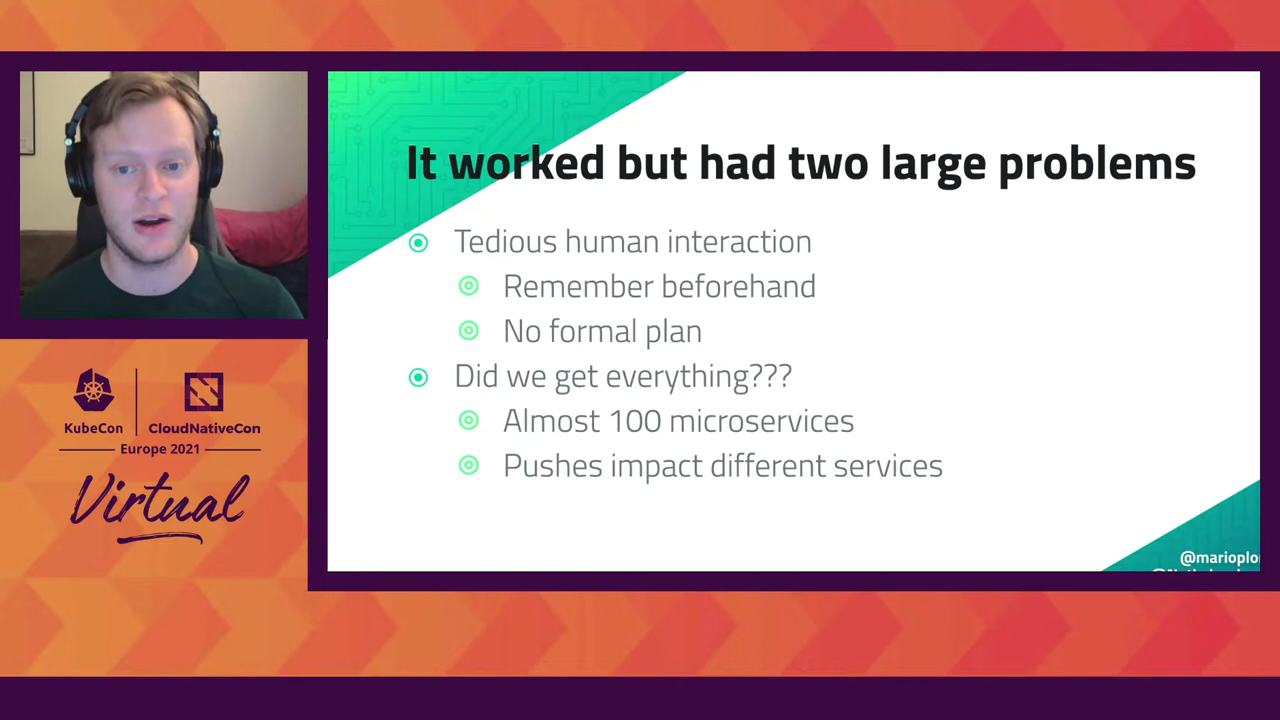 It worked but had two large problems
Tedious human interaction
Remember beforehand
No formal plan
Did we get everything???
Almost 100 microservices
Pushes impact different services
@marioplo
KubeCon
CloudNativeCon
Europe 2021
Virtual